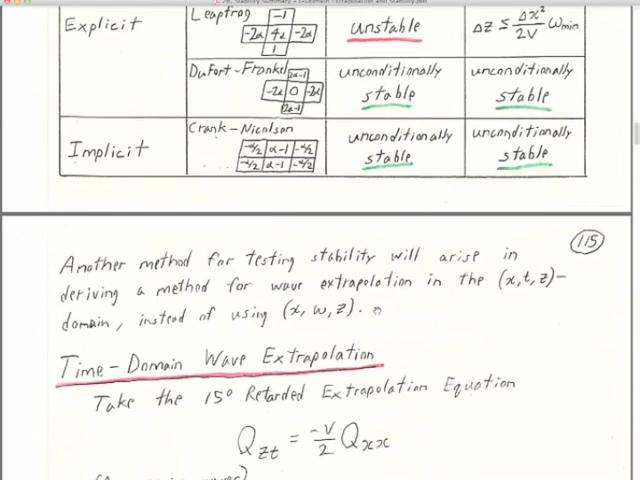 Explicit
Leapfrog
-1
-2α 4α -2α
1
unstable
Δz ≤ Δx²/2V ω min
DuFort-Frankel
2α-1
-2α 0 -2α
2α-1
unconditionally
stable
unconditionally
stable
Implicit
Crank-Nicolson
-α/2 α-1 -α/2
-α/2 α-1 -α/2
unconditionally
stable
unconditionally
stable
115
Another method for testing stability will arise in
deriving a method for wave extrapolation in the (x,t,z)-
domain, instead of using (x,w,z).
Time-Domain Wave Extrapolation
Take the 15° Retarded Extrapolation Equation
Qzt = -V/2 Qxx